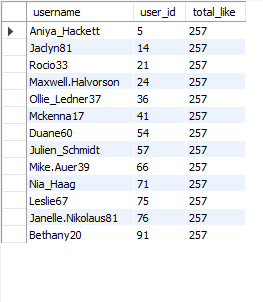 username user_id total_like
Aniya_Hackett 5 257
Jaclyn81 14 257
Rocio33 21 257
Maxwell.Halvorson 24 257
Ollie_Ledner37 36 257
Mckenna17 41 257
Duane60 54 257
Julien_Schmidt 57 257
Mike.Auer39 66 257
Nia_Haag 71 257
Leslie67 75 257
Janelle.Nikolaus81 76 257
Bethany20 91 257